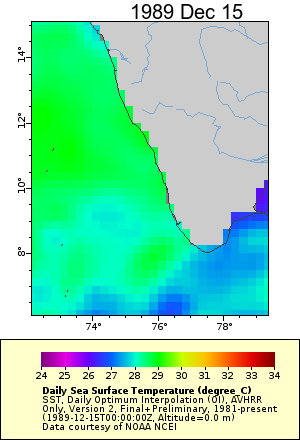 1989 Dec 15
14°
12°
10°
8°
74° 76° 78°
24 25 26 27 28 29 30 31 32 33 34
Daily Sea Surface Temperature (degree_C)
SST, Daily Optimum Interpolation (OI), AVHRR
Only, Version 2, Final+Preliminary, 1981-present
(1989-12-15T00:00:00Z, Altitude=0.0 m)
Data courtesy of NOAA NCEI